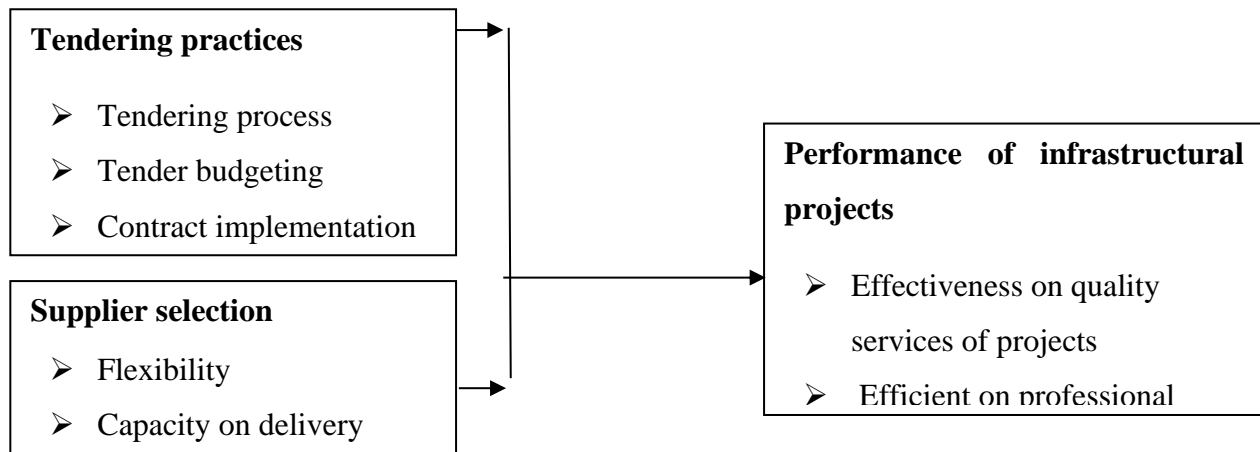 Tendering practices
➢ Tendering process
➢ Tender budgeting
➢ Contract implementation
Supplier selection
➢ Flexibility
➢ Capacity on delivery
Performance of infrastructural
projects
➢ Effectiveness on quality
services of projects
➢ Efficient on professional